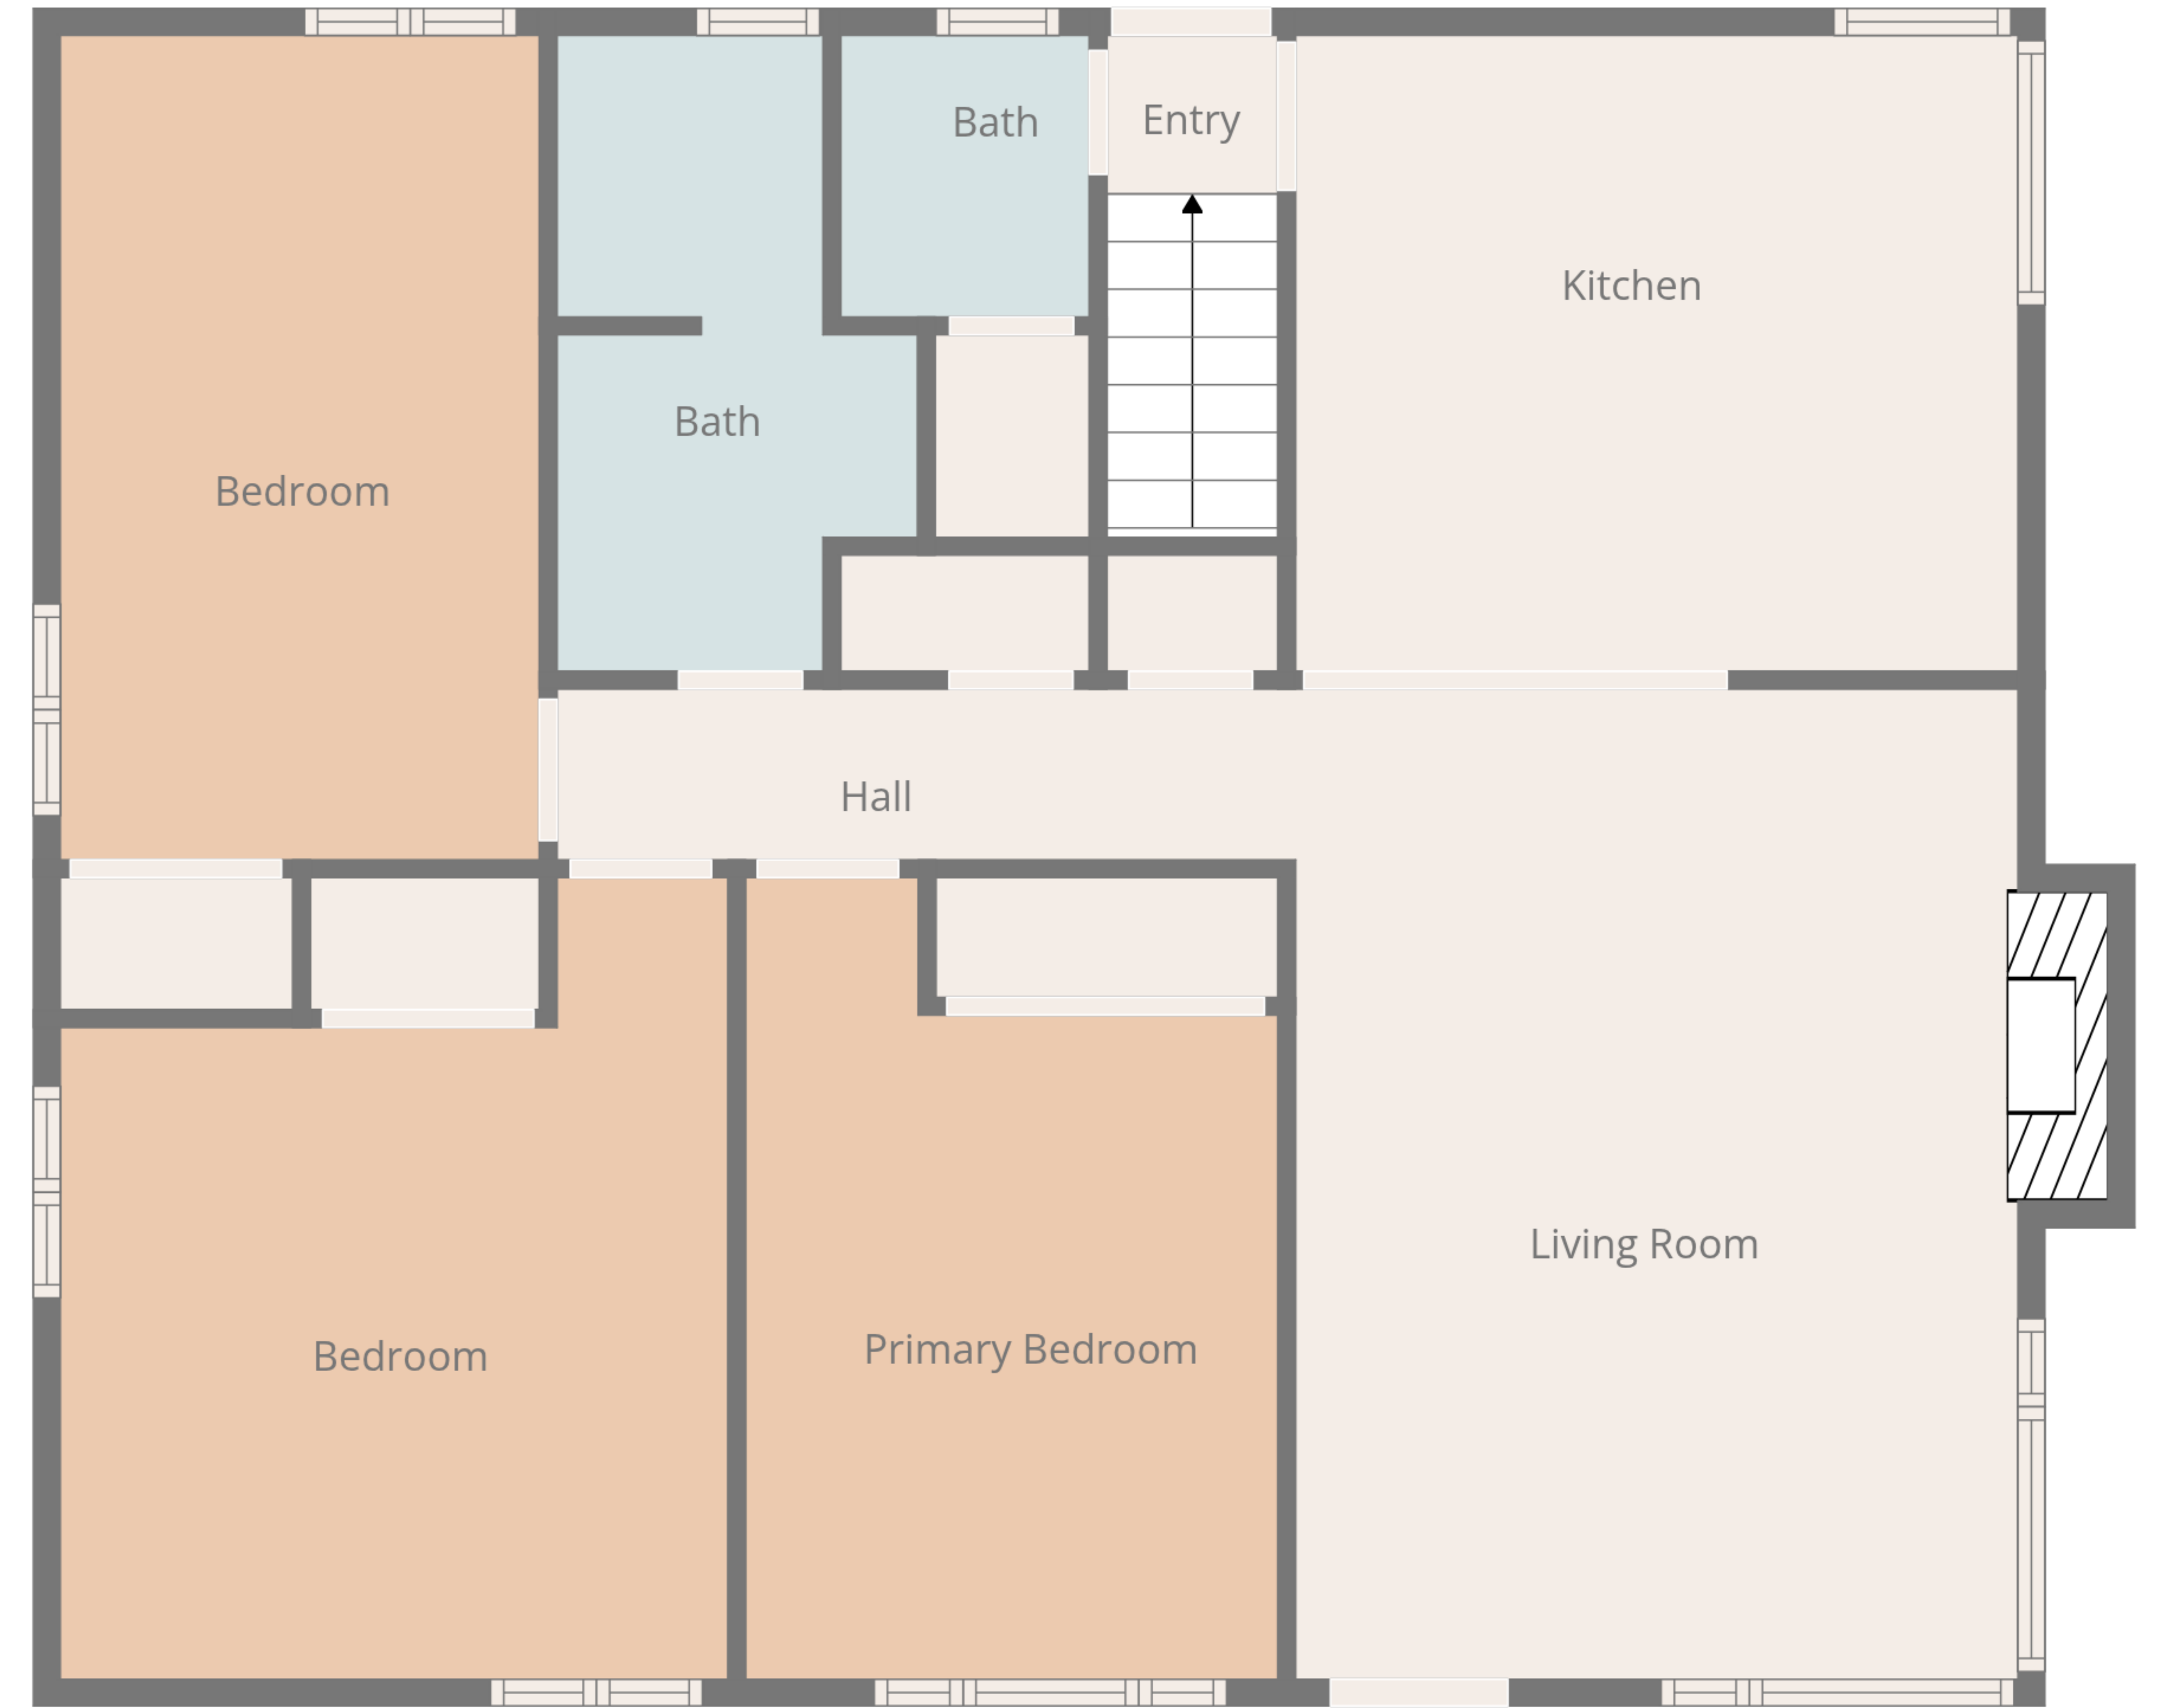 Bath
Entry
Kitchen
Bath
Bedroom
Hall
Living Room
Primary Bedroom
Bedroom